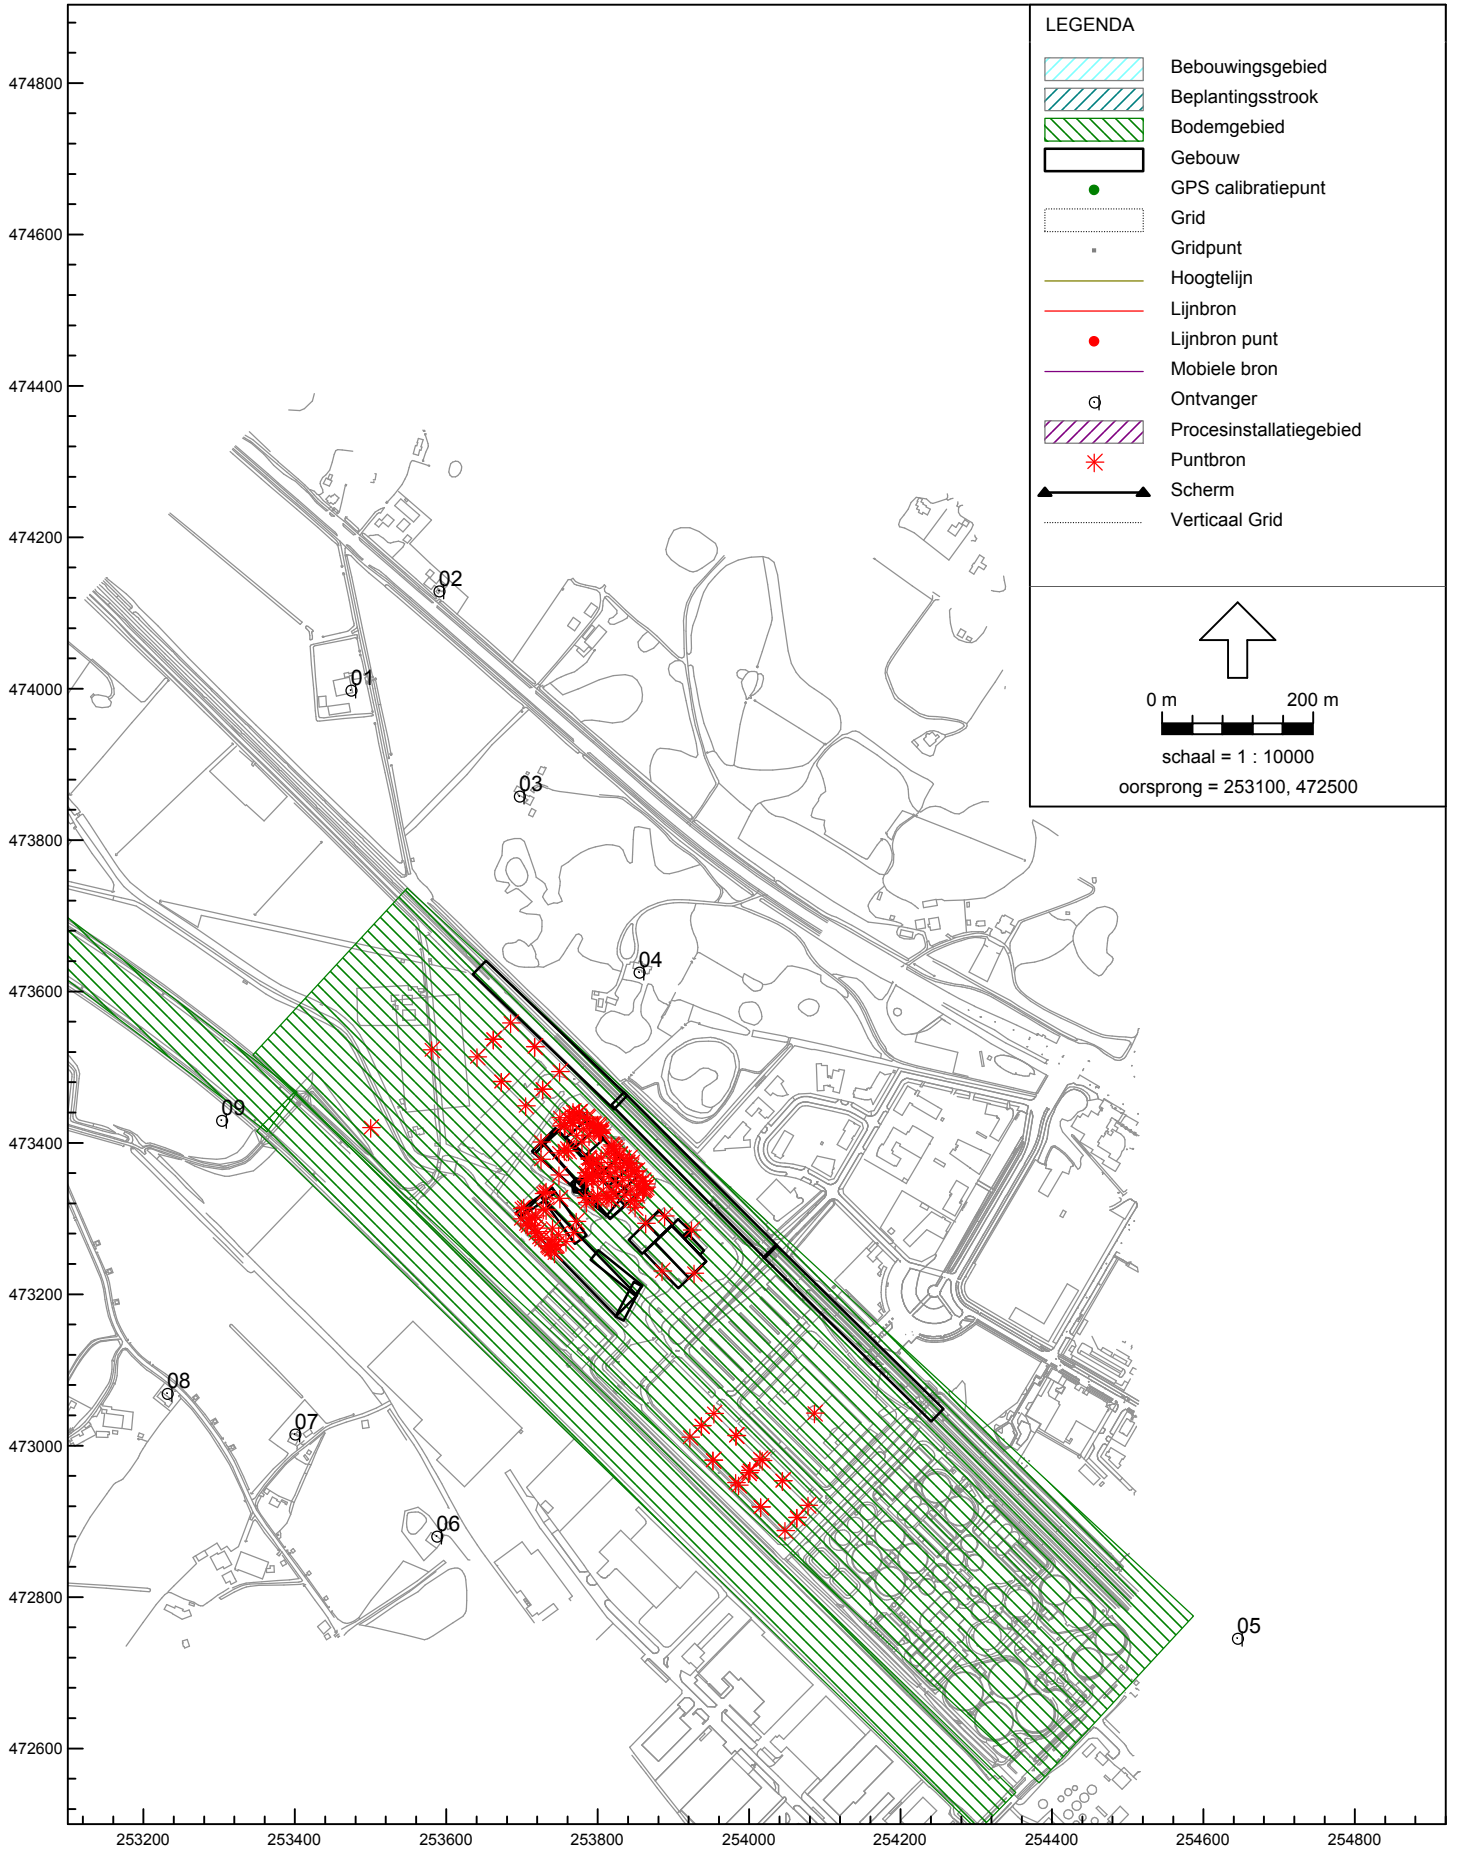 LEGENDA
Bebouwingsgebied
Beplantingsstrook
Bodemgebied
Gebouw
GPS calibratiepunt
Grid
Gridpunt
Hoogtelijn
Lijnbron
Lijnbron punt
Mobiele bron
Ontvanger
Procesinstallatiegebied
Puntbron
Scherm
Verticaal Grid
0 m 200 m
schaal = 1 : 10000
oorsprong = 253100, 472500
474800
474600
474400
474200
474000
473800
473600
473400
473200
473000
472800
472600
02
01
03
04
09
08
07
06
05
253200 253400 253600 253800 254000 254200 254400 254600 254800